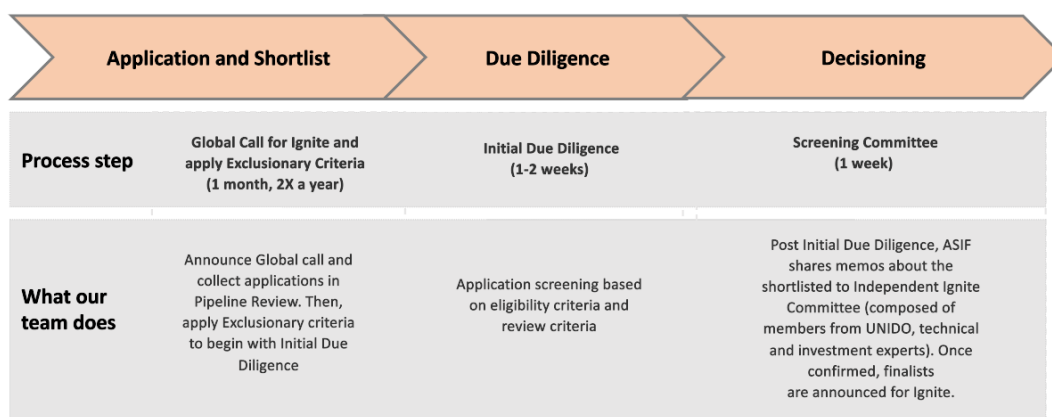 Application and Shortlist
Due Diligence
Decisioning
Process step
Global Call for Ignite and
apply Exclusionary Criteria
(1 month, 2X a year)
Initial Due Diligence
(1-2 weeks)
Screening Committee
(1 week)
What our
team does
Announce Global call and
collect applications in
Pipeline Review. Then,
apply Exclusionary criteria
to begin with Initial Due
Diligence
Application screening based
on eligibility criteria and
review criteria
Post Initial Due Diligence, ASIF
shares memos about the
shortlisted to Independent Ignite
Committee (composed of
members from UNIDO, technical
and investment experts). Once
confirmed, finalists
are announced for Ignite.